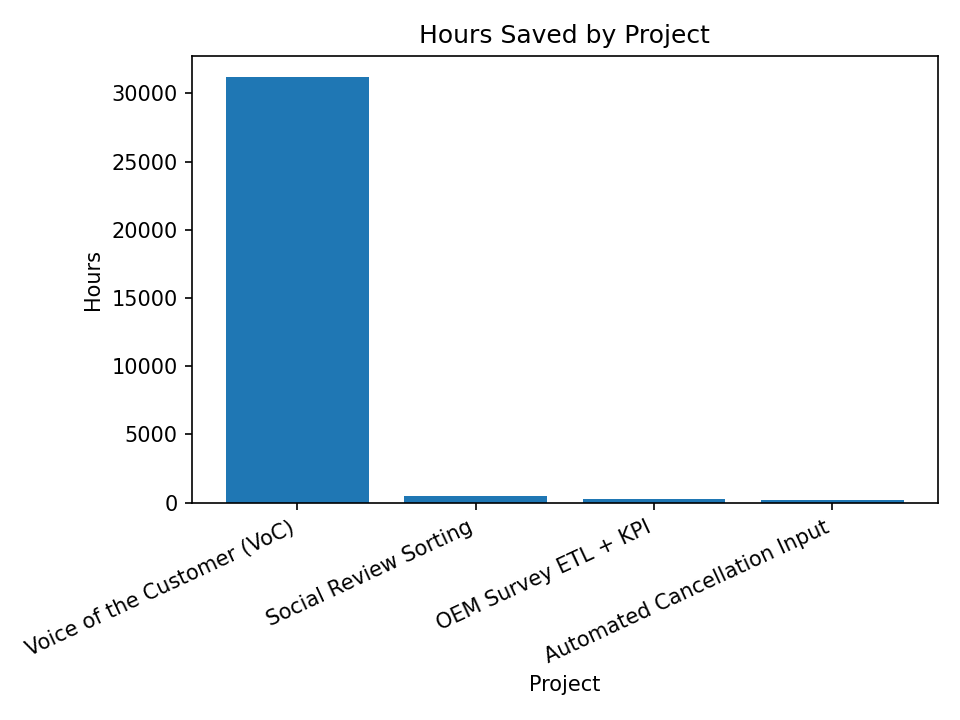 Hours Saved by Project
Hours
30000
25000
20000
15000
10000
5000
0
Voice of the Customer (VoC)
Social Review Sorting
OEM Survey ETL + KPI
Automated Cancellation Input
Project